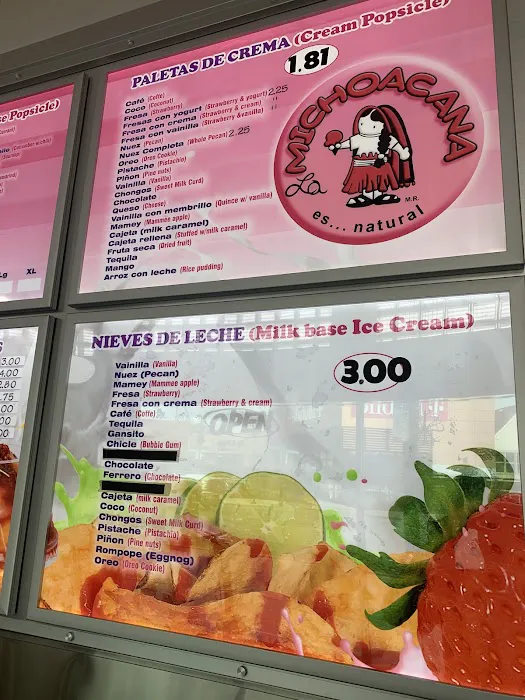 PALETAS DE CREMA (Cream Popsicle)
1.81
Café (Coffe)
Coco (Coconut)
Fresa (Strawberry)
Fresas con yogurt (Strawberry & yogurt) 2.25
Fresa con crema (Strawberry & cream)
Fresa con vainilla (Strawberry &vanilla)
Nuez (Pecan)
Nuez Completa (Whole Pecan) 2.25
Oreo (Oreo Cookie)
Pistache (Pistachio)
Piñon (Pine nuts)
Vainilla (Vanilla)
Chongos (Sweet Milk Curd)
Chocolate
Queso (Cheese)
Vainilla con membrillo (Quince w/ vanilla)
Mamey (Mammee apple)
Cajeta (milk caramel)
Cajeta rellena (Stuffed w/milk caramel)
Fruta seca (Dried fruit)
Tequila
Mango
Arroz con leche (Rice pudding)
La MICHOACANA
M.R.
es... natural
Popsicle)
Lg XL
3.00
4.00
2.80
.75
NIEVES DE LECHE (Milk base Ice Cream)
3.00
Vainilla (Vanilla)
Nuez (Pecan)
Mamey (Mammee apple)
Fresa (Strawberry)
Fresa con crema (Strawberry & cream)
Café (Coffe)
Tequila
Gansito
Chicle (Bubble Gum)
Chocolate
Ferrero (Chocolate)
Cajeta (milk caramel)
Coco (Coconut)
Chongos (Sweet Milk Curd)
Pistache (Pistachio)
Piñon (Pine nuts)
Rompope (Eggnog)
Oreo (Oreo Cookie)
OPEN